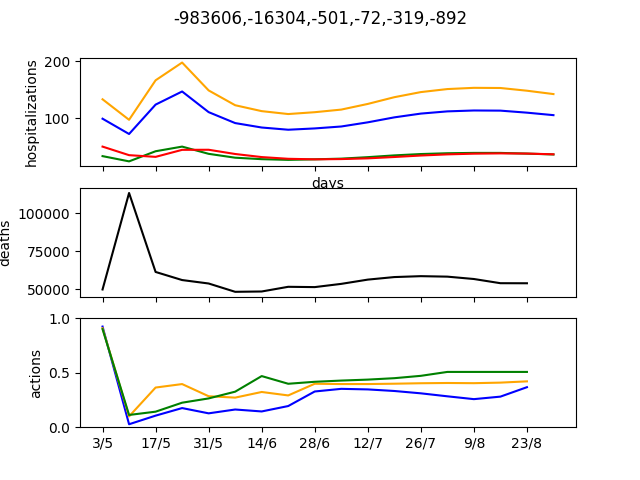 -983606,-16304,-501,-72,-319,-892
hospitalizations
200
100
days
deaths
100000
75000
50000
actions
1.0
0.5
0.0
3/5 17/5 31/5 14/6 28/6 12/7 26/7 9/8 23/8